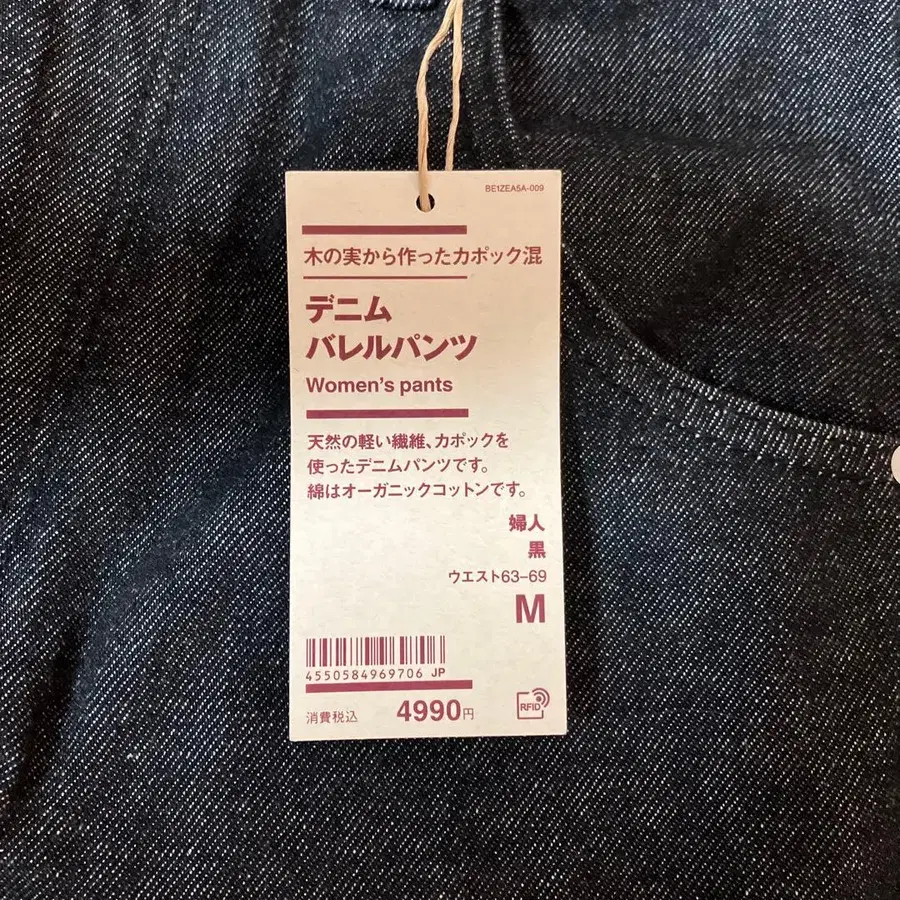 BE1ZEA5A-009
木の実から作ったカポック混
デニム
バレルパンツ
Women's pants
天然の軽い繊維、カポックを
使ったデニムパンツです。
綿はオーガニックコットンです。
婦人
黒
ウエスト63-69
M
4550584969706 JP
消費税込 4990円
RFID